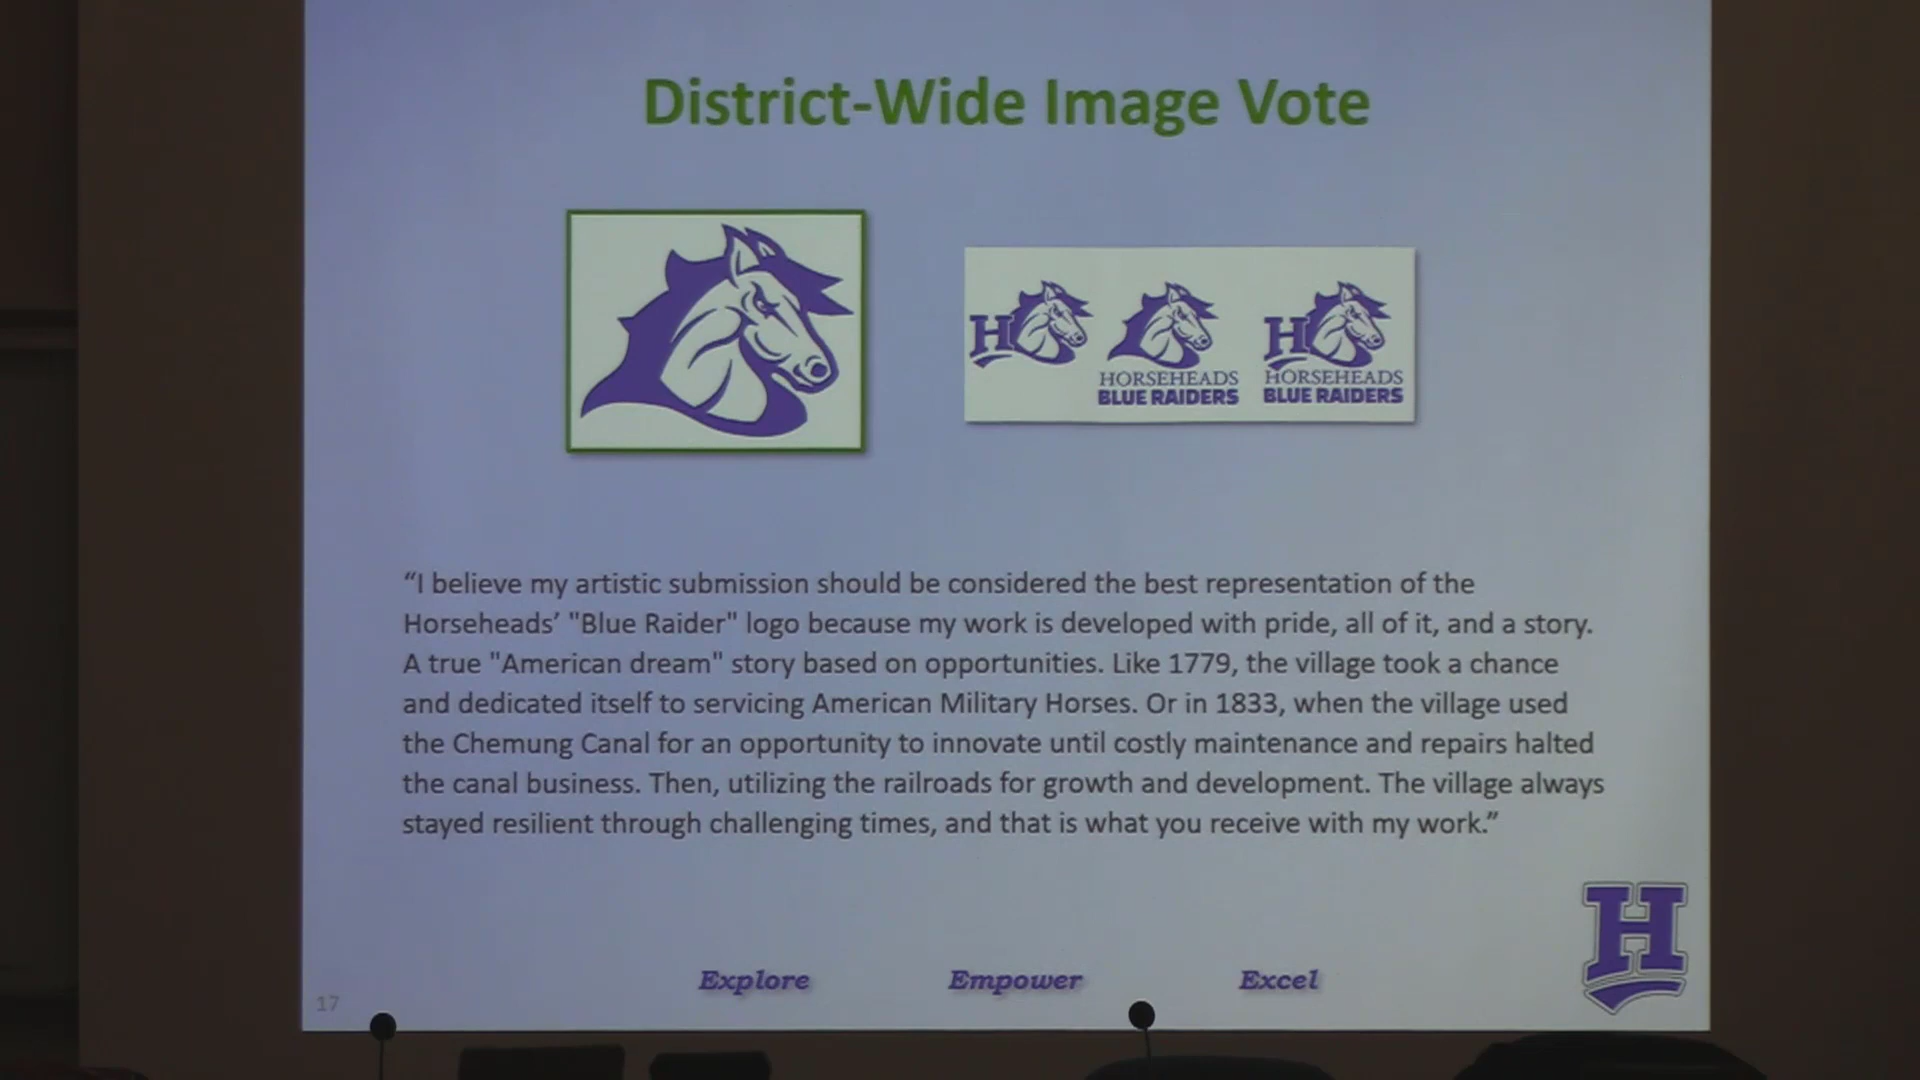 District-Wide Image Vote
H
HORSEHEADS
BLUE RAIDERS
H
HORSEHEADS
BLUE RAIDERS
“I believe my artistic submission should be considered the best representation of the
Horseheads’ "Blue Raider" logo because my work is developed with pride, all of it, and a story.
A true "American dream" story based on opportunities. Like 1779, the village took a chance
and dedicated itself to servicing American Military Horses. Or in 1833, when the village used
the Chemung Canal for an opportunity to innovate until costly maintenance and repairs halted
the canal business. Then, utilizing the railroads for growth and development. The village always
stayed resilient through challenging times, and that is what you receive with my work.”
H
Explore Empower Excel
17